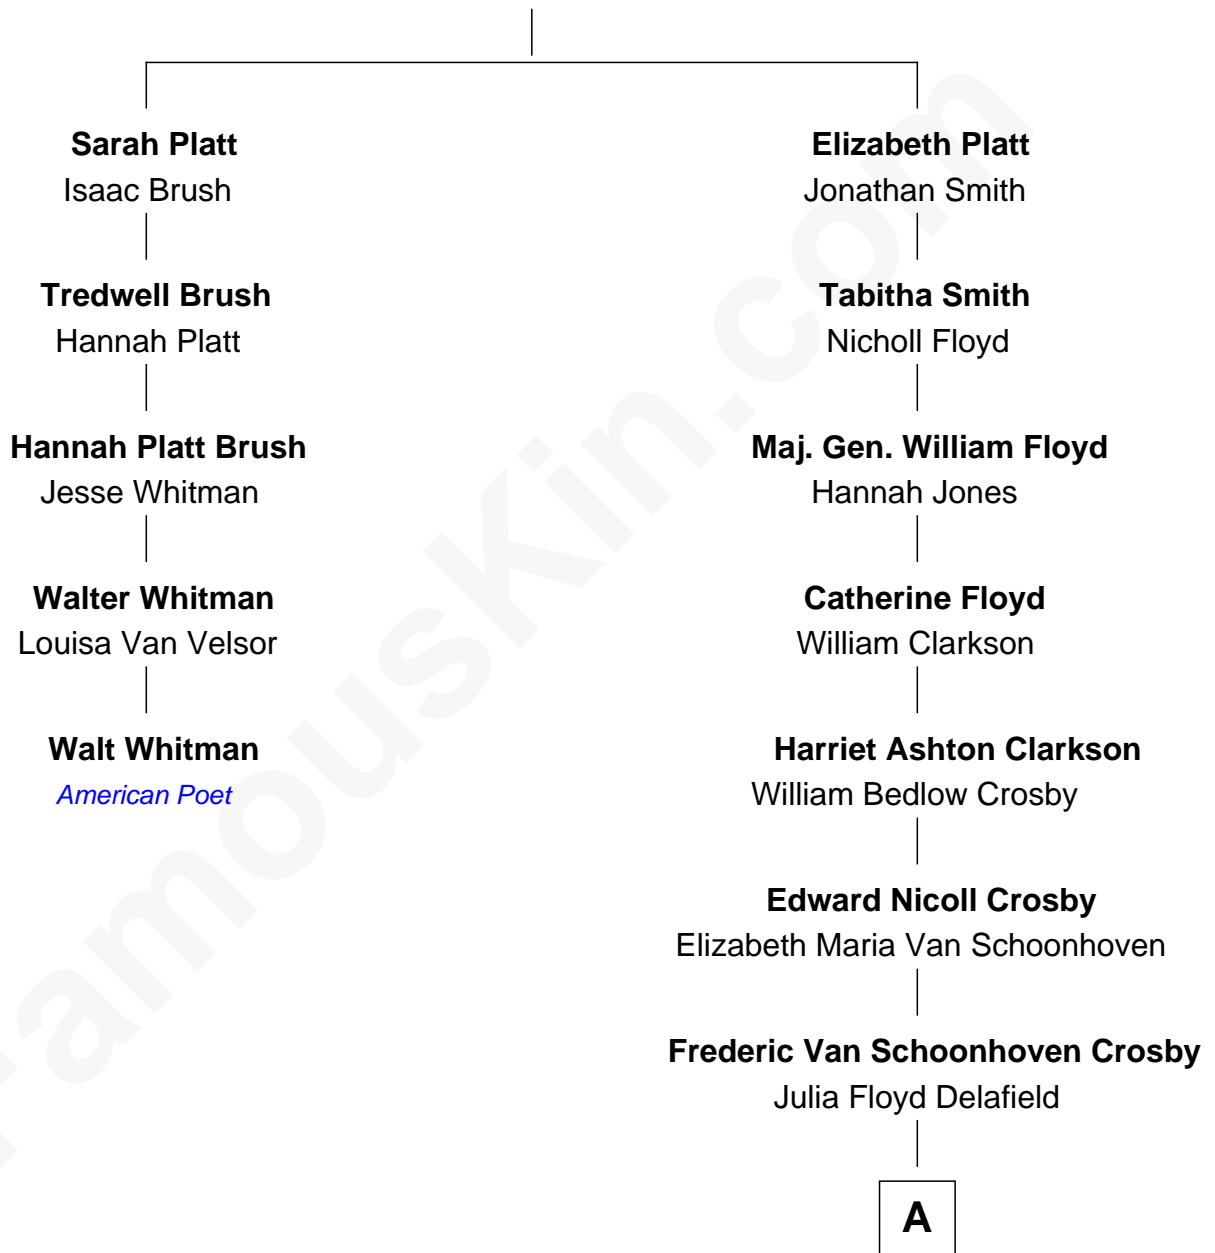 Sarah Platt
Isaac Brush
Tredwell Brush
Hannah Platt
Hannah Platt Brush
Jesse Whitman
Walter Whitman
Louisa Van Velsor
Walt Whitman
American Poet
Elizabeth Platt
Jonathan Smith
Tabitha Smith
Nicholl Floyd
Maj. Gen. William Floyd
Hannah Jones
Catherine Floyd
William Clarkson
Harriet Ashton Clarkson
William Bedlow Crosby
Edward Nicoll Crosby
Elizabeth Maria Van Schoonhoven
Frederic Van Schoonhoven Crosby
Julia Floyd Delafield
A
FamousKin.com